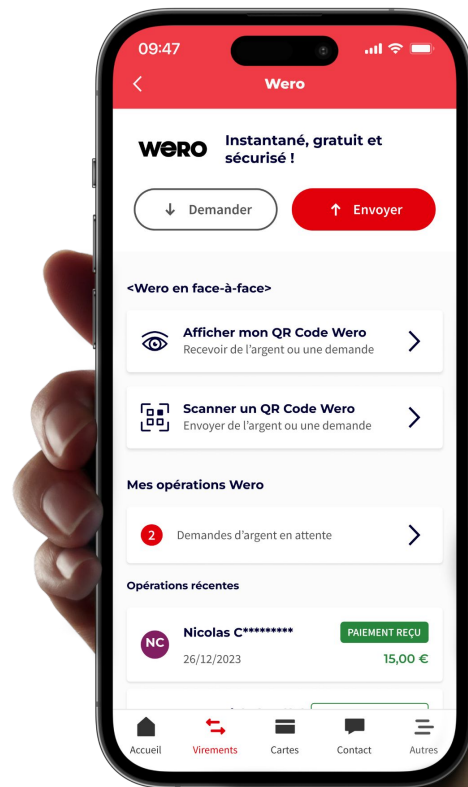 09:47
Wero
wero
Instantané, gratuit et
sécurisé !
Demander
Envoyer
<Wero en face-à-face>
Afficher mon QR Code Wero
Recevoir de l'argent ou une demande
Scanner un QR Code Wero
Envoyer de l'argent ou une demande
Mes opérations Wero
2 Demandes d'argent en attente
Opérations récentes
NC
Nicolas C*********
PAIEMENT REÇU
26/12/2023
15,00 €
Accueil
Virements
Cartes
Contact
Autres